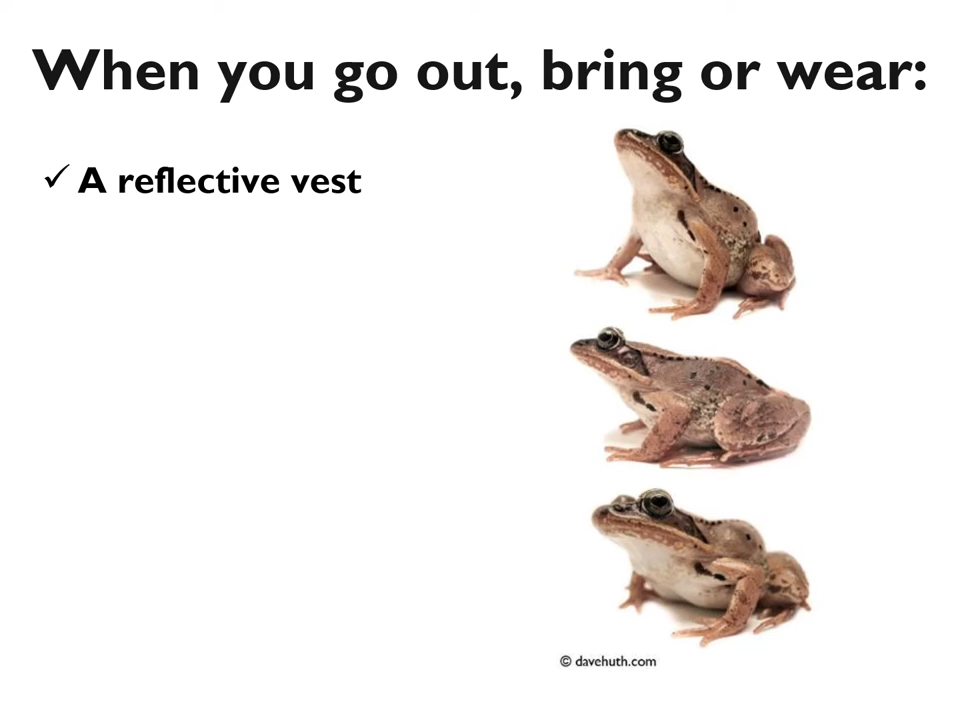 When you go out, bring or wear:
✓ A reflective vest
© davehuth.com